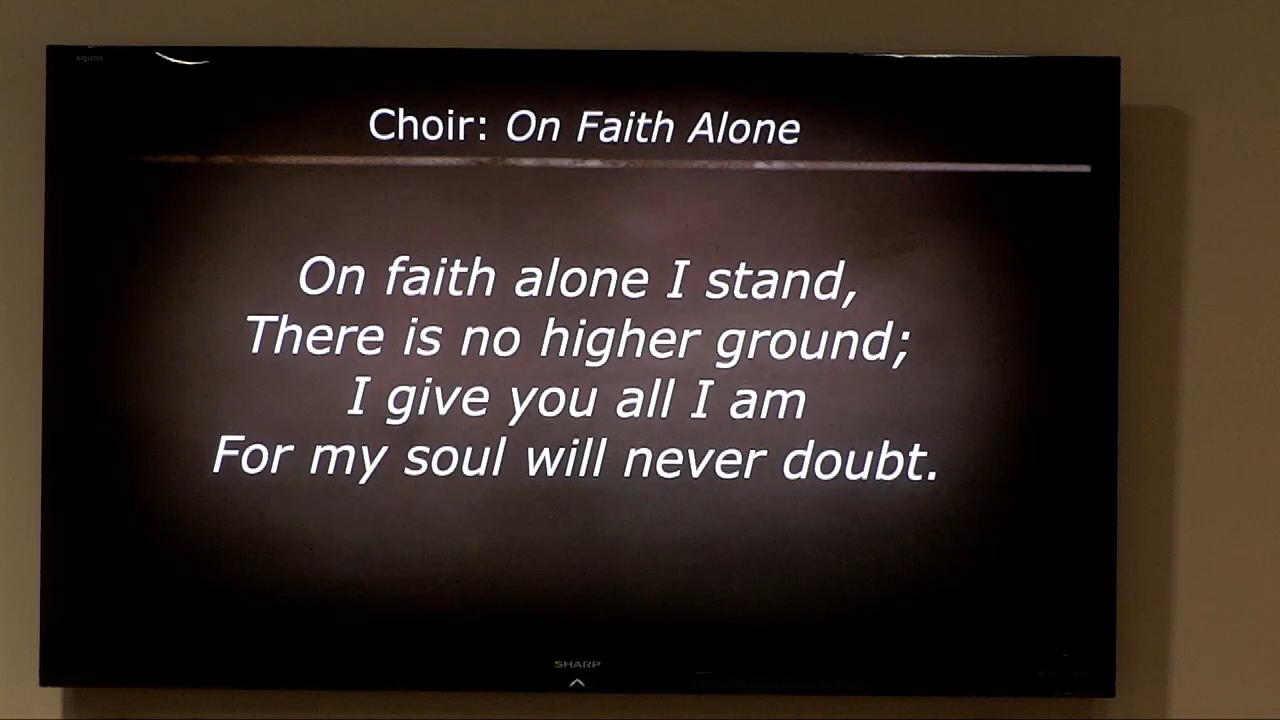 AQUOS
Choir: On Faith Alone
On faith alone I stand,
There is no higher ground;
I give you all I am
For my soul will never doubt.
SHARP